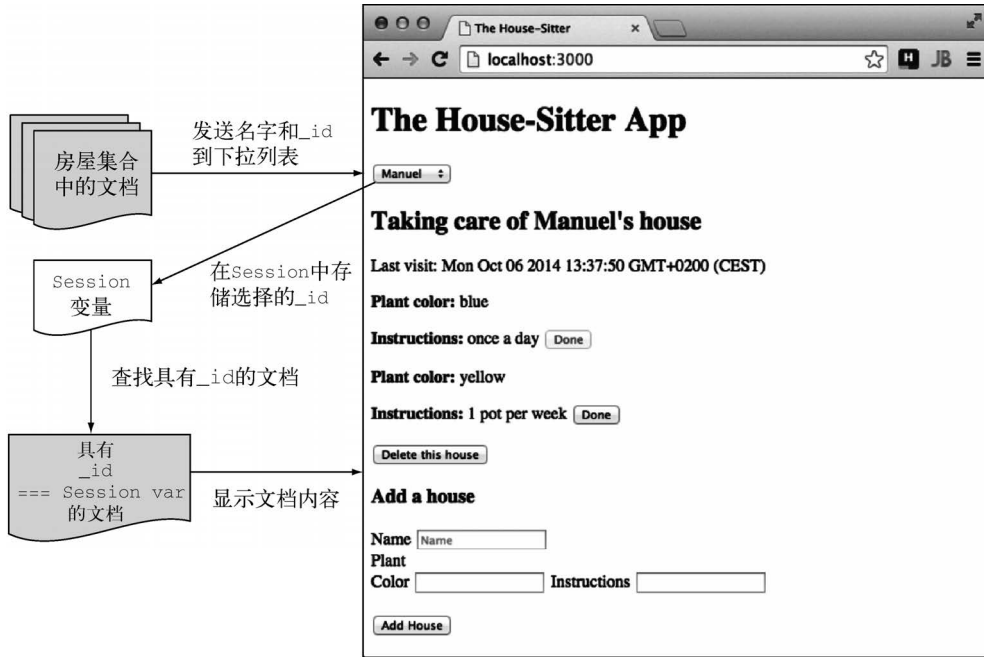 房屋集合
中的文档
发送名字和_id
到下拉列表
Session
变量
在Session中存
储选择的_id
查找具有_id的文档
具有
_id
=== Session var
的文档
显示文档内容
The House-Sitter
localhost:3000
H
JB
The House-Sitter App
Manuel
Taking care of Manuel's house
Last visit: Mon Oct 06 2014 13:37:50 GMT+0200 (CEST)
Plant color: blue
Instructions: once a day Done
Plant color: yellow
Instructions: 1 pot per week Done
Delete this house
Add a house
Name Name
Plant
Color Instructions
Add House